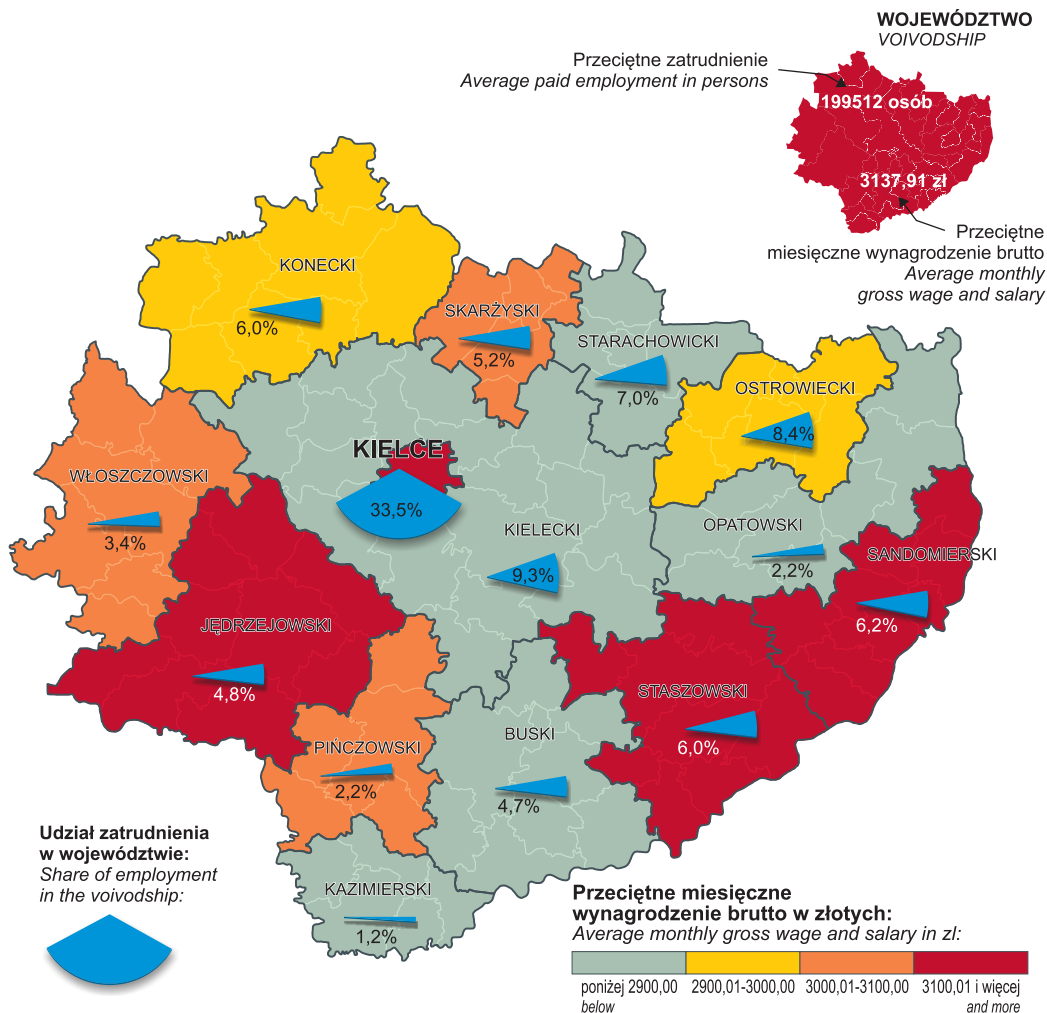 WOJEWÓDZTWO
VOIVODSHIP
Przeciętne zatrudnienie
Average paid employment in persons
199512 osób
3137,91 zł
Przeciętne
miesięczne wynagrodzenie brutto
Average monthly
gross wage and salary
KONECKI
6,0%
SKARŻYSKI
5,2%
STARACHOWICKI
7,0%
OSTROWIECKI
8,4%
WŁOSZCZOWSKI
3,4%
KIELCE
33,5%
KIELECKI
9,3%
OPATOWSKI
2,2%
SANDOMIERSKI
6,2%
JĘDRZEJOWSKI
4,8%
STASZOWSKI
6,0%
PIŃCZOWSKI
2,2%
BUSKI
4,7%
KAZIMIERSKI
1,2%
Udział zatrudnienia
w województwie:
Share of employment
in the voivodship:
Przeciętne miesięczne
wynagrodzenie brutto w złotych:
Average monthly gross wage and salary in zl:
poniżej 2900,00
below
2900,01-3000,00
3000,01-3100,00
3100,01 i więcej
and more